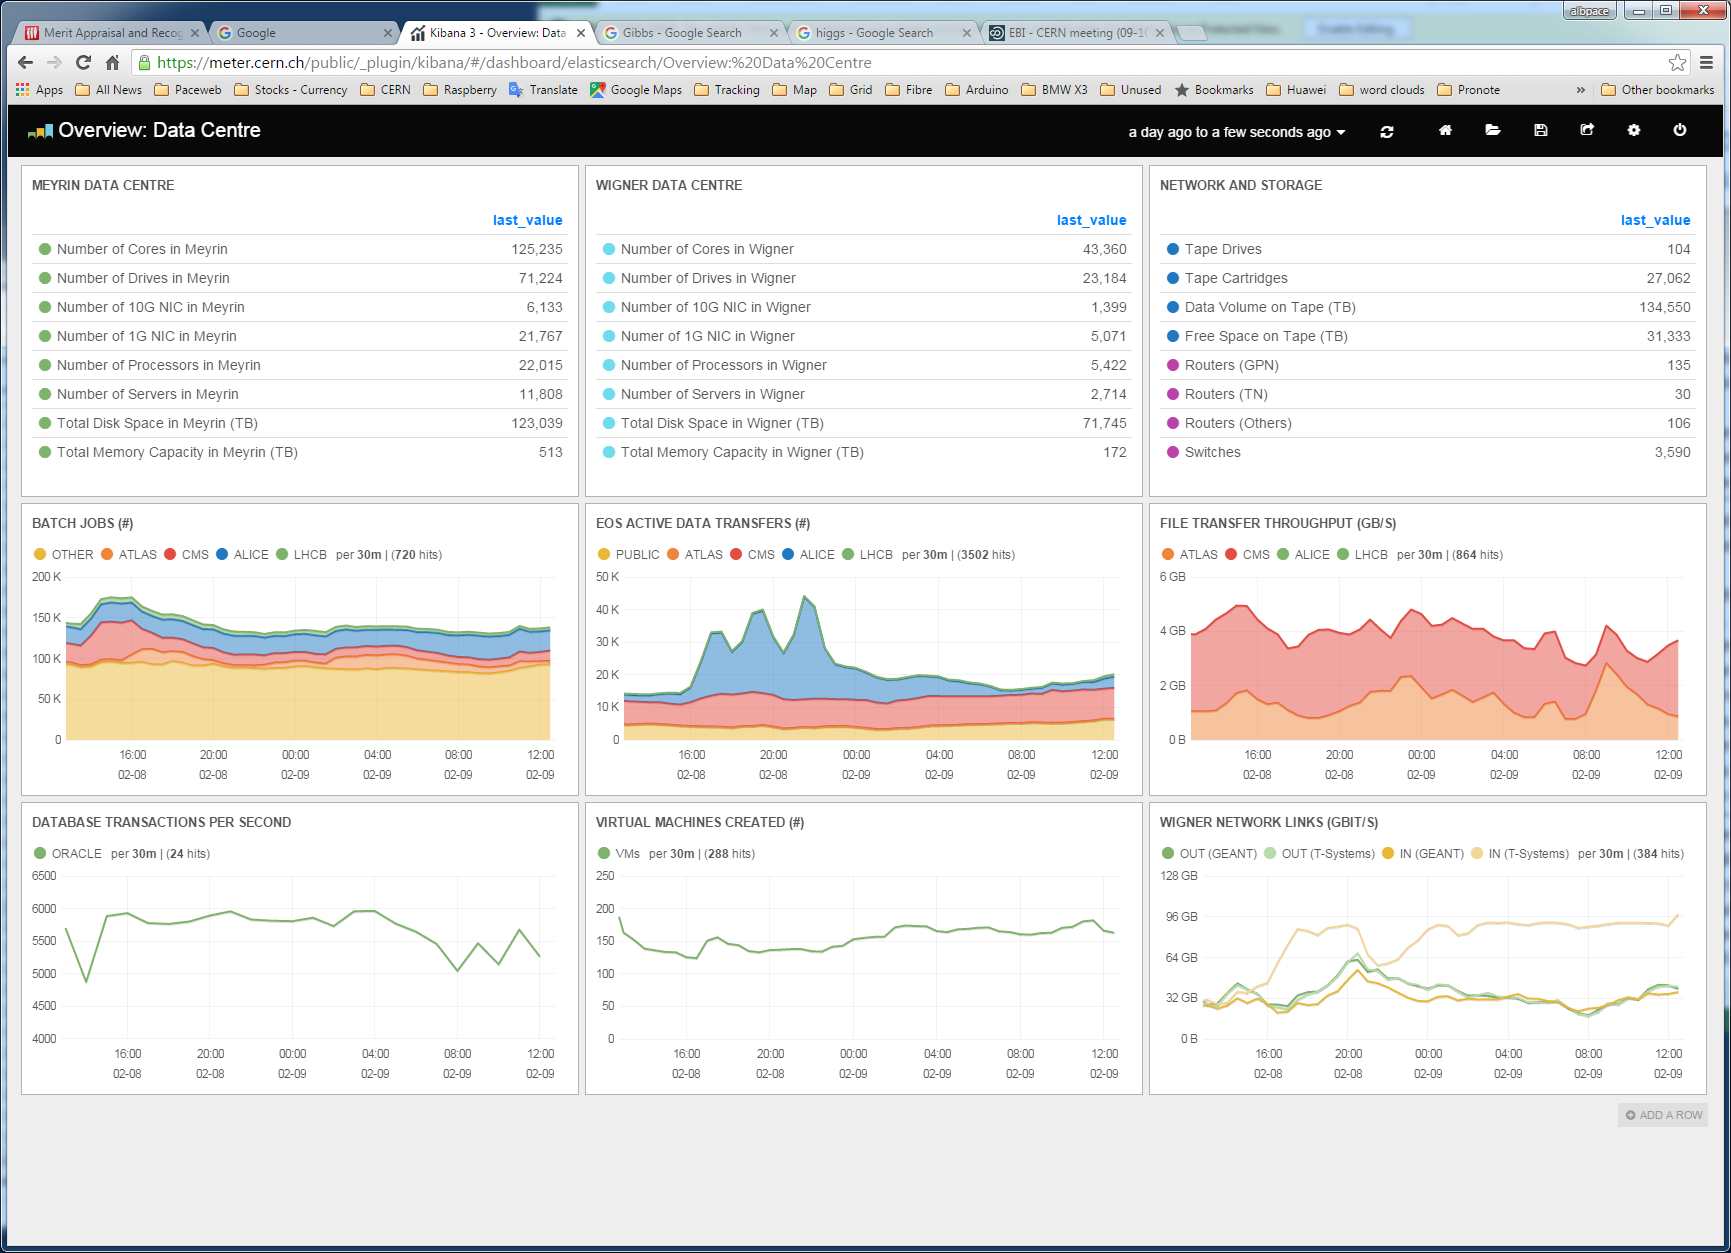 albpace
Merit Appraisal and Recog
Google
Kibana 3 - Overview: Data
Gibbs - Google Search
higgs - Google Search
EBI - CERN meeting (09-10
https://meter.cern.ch/public/_plugin/kibana/#/dashboard/elasticsearch/Overview:%20Data%20Centre
Apps All News Paceweb Stocks - Currency CERN Raspberry Translate Google Maps Tracking Map Grid Fibre Arduino BMW X3 Unused Bookmarks Huawei word clouds Pronote » Other bookmarks
Overview: Data Centre
a day ago to a few seconds ago
MEYRIN DATA CENTRE
last_value
Number of Cores in Meyrin 125,235
Number of Drives in Meyrin 71,224
Number of 10G NIC in Meyrin 6,133
Number of 1G NIC in Meyrin 21,767
Number of Processors in Meyrin 22,015
Number of Servers in Meyrin 11,808
Total Disk Space in Meyrin (TB) 123,039
Total Memory Capacity in Meyrin (TB) 513
WIGNER DATA CENTRE
last_value
Number of Cores in Wigner 43,360
Number of Drives in Wigner 23,184
Number of 10G NIC in Wigner 1,399
Numer of 1G NIC in Wigner 5,071
Number of Processors in Wigner 5,422
Number of Servers in Wigner 2,714
Total Disk Space in Wigner (TB) 71,745
Total Memory Capacity in Wigner (TB) 172
NETWORK AND STORAGE
last_value
Tape Drives 104
Tape Cartridges 27,062
Data Volume on Tape (TB) 134,550
Free Space on Tape (TB) 31,333
Routers (GPN) 135
Routers (TN) 30
Routers (Others) 106
Switches 3,590
BATCH JOBS (#)
OTHER ATLAS CMS ALICE LHCB per 30m | (720 hits)
200 K
150 K
100 K
50 K
0
16:00 20:00 00:00 04:00 08:00 12:00
02-08 02-08 02-09 02-09 02-09 02-09
EOS ACTIVE DATA TRANSFERS (#)
PUBLIC ATLAS CMS ALICE LHCB per 30m | (3502 hits)
50 K
40 K
30 K
20 K
10 K
0
16:00 20:00 00:00 04:00 08:00 12:00
02-08 02-08 02-09 02-09 02-09 02-09
FILE TRANSFER THROUGHPUT (GB/S)
ATLAS CMS ALICE LHCB per 30m | (864 hits)
6 GB
4 GB
2 GB
0 B
16:00 20:00 00:00 04:00 08:00 12:00
02-08 02-08 02-09 02-09 02-09 02-09
DATABASE TRANSACTIONS PER SECOND
ORACLE per 30m | (24 hits)
6500
6000
5500
5000
4500
4000
16:00 20:00 00:00 04:00 08:00 12:00
02-08 02-08 02-09 02-09 02-09 02-09
VIRTUAL MACHINES CREATED (#)
VMs per 30m | (288 hits)
250
200
150
100
50
0
16:00 20:00 00:00 04:00 08:00 12:00
02-08 02-08 02-09 02-09 02-09 02-09
WIGNER NETWORK LINKS (GBIT/S)
OUT (GEANT) OUT (T-Systems) IN (GEANT) IN (T-Systems) per 30m | (384 hits)
128 GB
96 GB
64 GB
32 GB
0 B
16:00 20:00 00:00 04:00 08:00 12:00
02-08 02-08 02-09 02-09 02-09 02-09
ADD A ROW